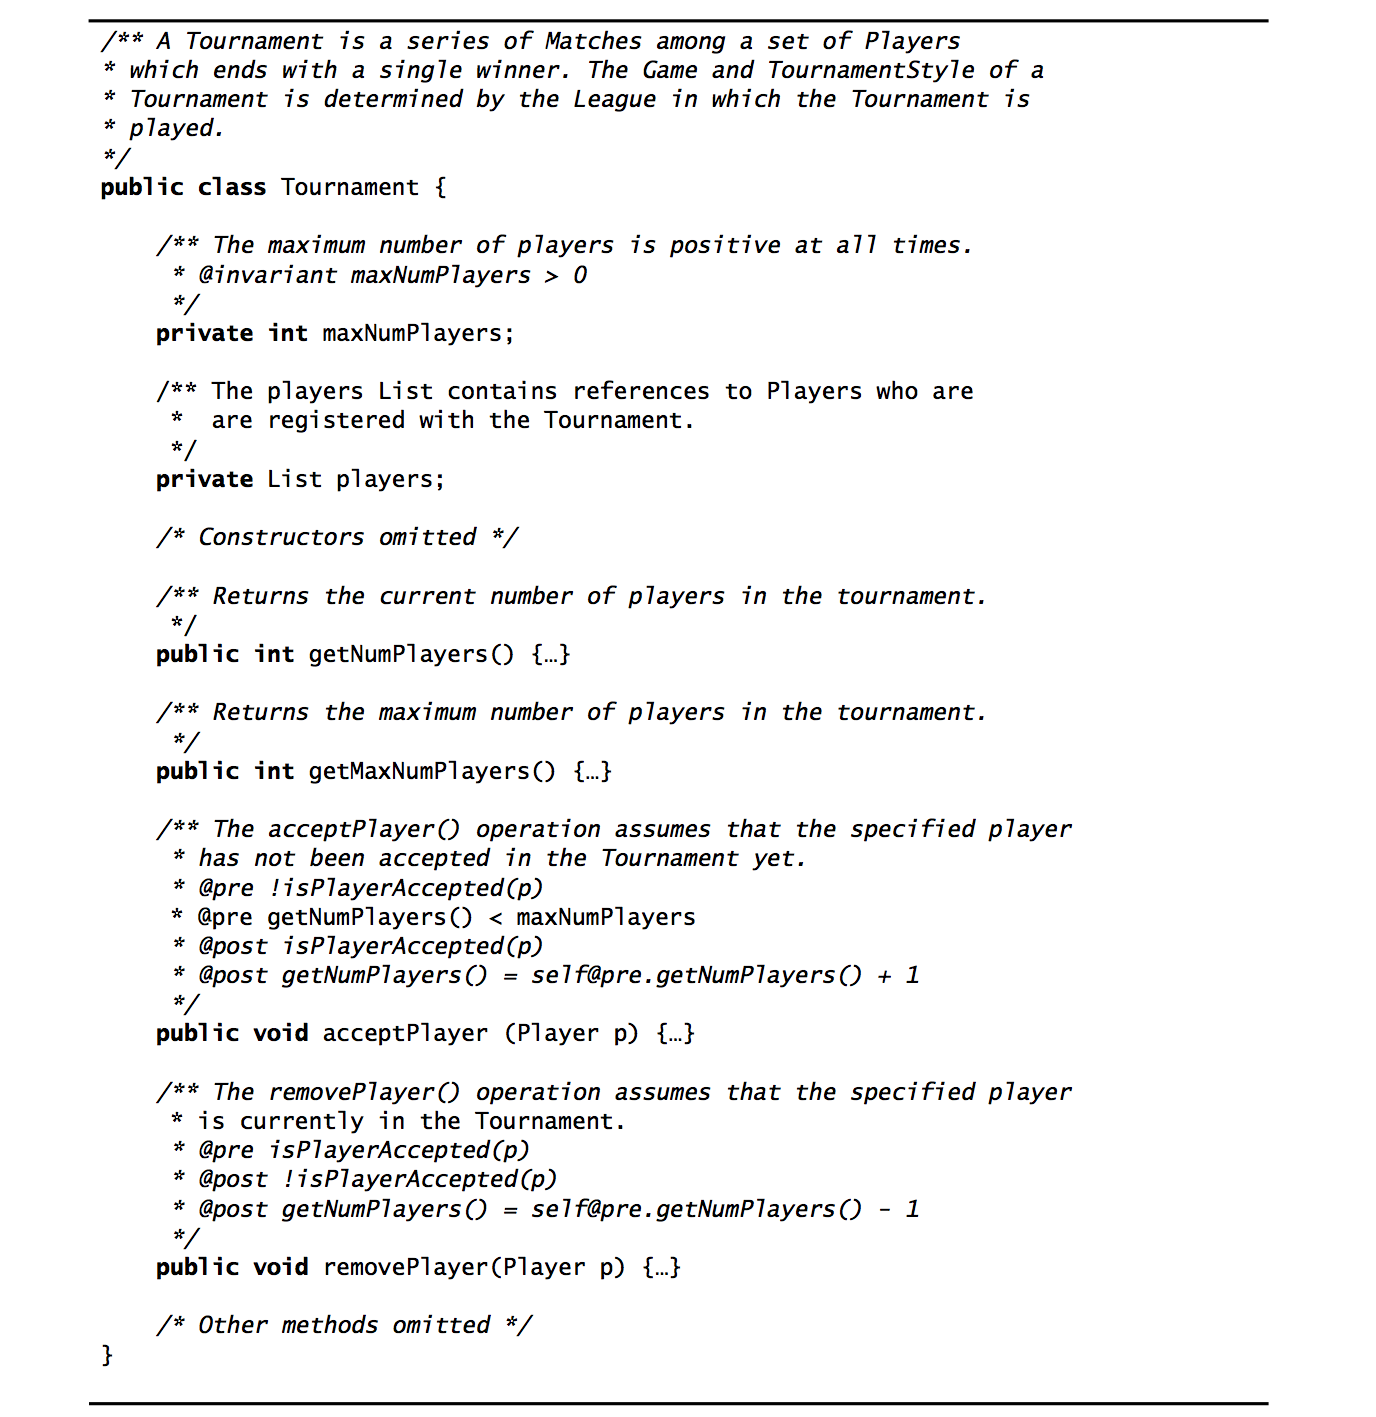 /** A Tournament is a series of Matches among a set of Players
* which ends with a single winner. The Game and TournamentStyle of a
* Tournament is determined by the League in which the Tournament is
* played.
*/
public class Tournament {
/** The maximum number of players is positive at all times.
* @invariant maxNumPlayers > 0
*/
private int maxNumPlayers;
/** The players List contains references to Players who are
* are registered with the Tournament.
*/
private List players;
/* Constructors omitted */
/** Returns the current number of players in the tournament.
*/
public int getNumPlayers() {…}
/** Returns the maximum number of players in the tournament.
*/
public int getMaxNumPlayers() {…}
/** The acceptPlayer() operation assumes that the specified player
* has not been accepted in the Tournament yet.
* @pre !isPlayerAccepted(p)
* @pre getNumPlayers() < maxNumPlayers
* @post isPlayerAccepted(p)
* @post getNumPlayers() = self@pre.getNumPlayers() + 1
*/
public void acceptPlayer (Player p) {…}
/** The removePlayer() operation assumes that the specified player
* is currently in the Tournament.
* @pre isPlayerAccepted(p)
* @post !isPlayerAccepted(p)
* @post getNumPlayers() = self@pre.getNumPlayers() - 1
*/
public void removePlayer(Player p) {…}
/* Other methods omitted */
}